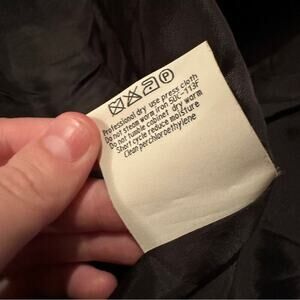 P
Professional dry use press cloth
Do not steam warm iron 50C-113F
Do not tumble cabinet dry warm
Short cycle reduce moisture
Clean perchloroethylene